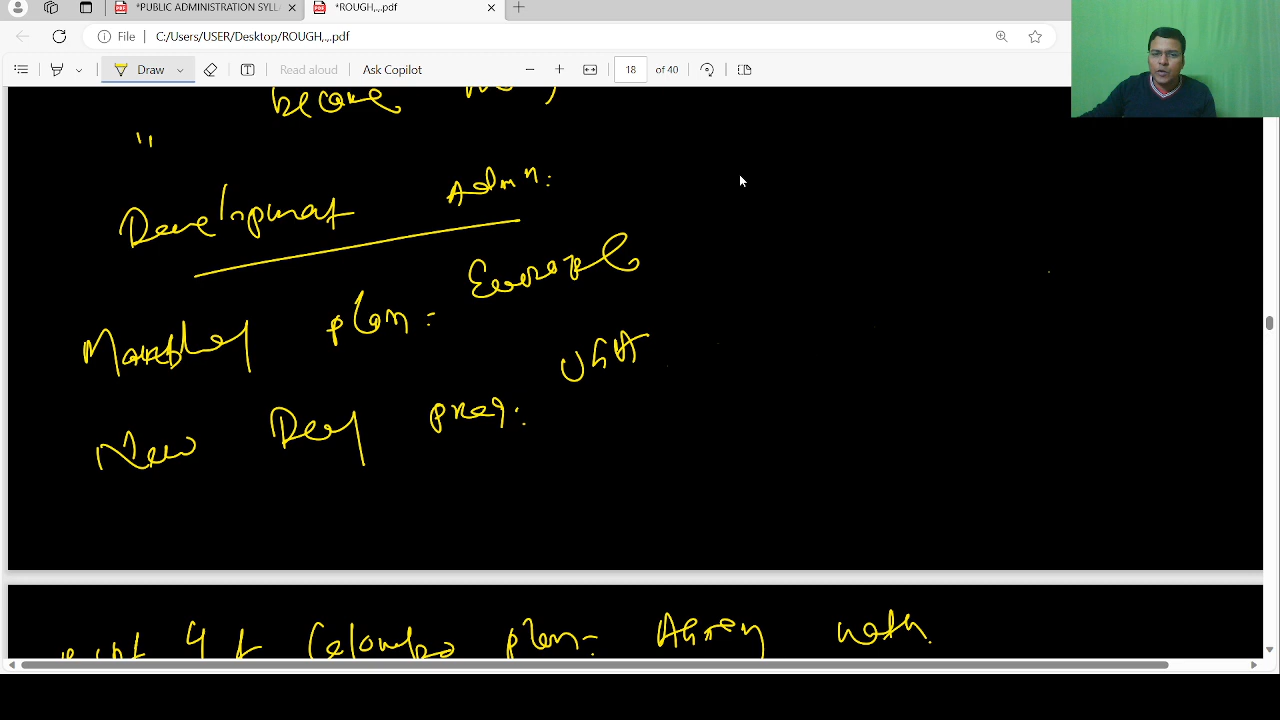 *PUBLIC ADMINISTRATION SYLL
*ROUGH,.,.pdf
File C:/Users/USER/Desktop/ROUGH,.,.pdf
Draw Read aloud Ask Copilot 18 of 40
become
"
Development Admn:
Marshal plan - Europe
New Deal prog: USA
Colombo plan -